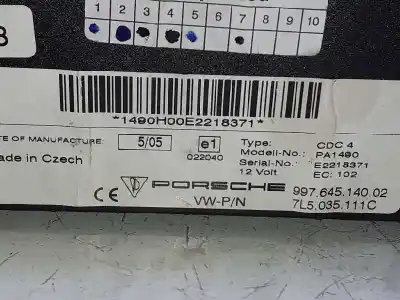 1 2 3 4 5 6 7 8 9 10
*1490H00E2218371*
TE OF MANUFACTURE: 5/05 e1 Type: CDC 4
022040 Modell-No.: PA1490
ade in Czech Serial-No.: E2218371
12 Volt EC: 102
CE PORSCHE 997.645.140.02
VW-P/N 7L5.035.111C